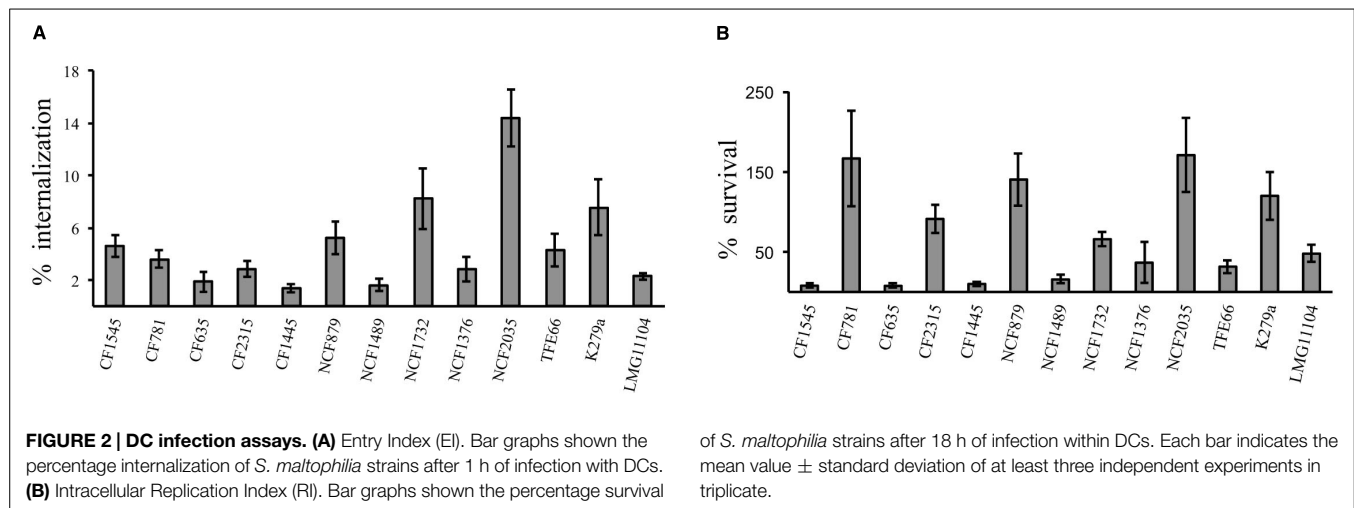 A
% internalization
18
14
10
6
2
CF1545
CF781
CF635
CF2315
CF1445
NCF879
NCF1489
NCF1732
NCF1376
NCF2035
TFE66
K279a
LMG11104
B
% survival
250
150
50
CF1545
CF781
CF635
CF2315
CF1445
NCF879
NCF1489
NCF1732
NCF1376
NCF2035
TFE66
K279a
LMG11104
FIGURE 2 | DC infection assays. (A) Entry Index (EI). Bar graphs shown the
percentage internalization of S. maltophilia strains after 1 h of infection with DCs.
(B) Intracellular Replication Index (RI). Bar graphs shown the percentage survival
of S. maltophilia strains after 18 h of infection within DCs. Each bar indicates the
mean value ± standard deviation of at least three independent experiments in
triplicate.